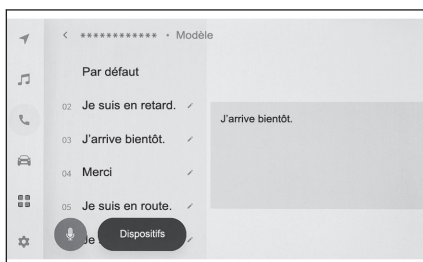 ************ • Modèle
Par défaut
02 Je suis en retard.
03 J'arrive bientôt.
04 Merci
05 Je suis en route.
Je
Dispositifs
J'arrive bientôt.